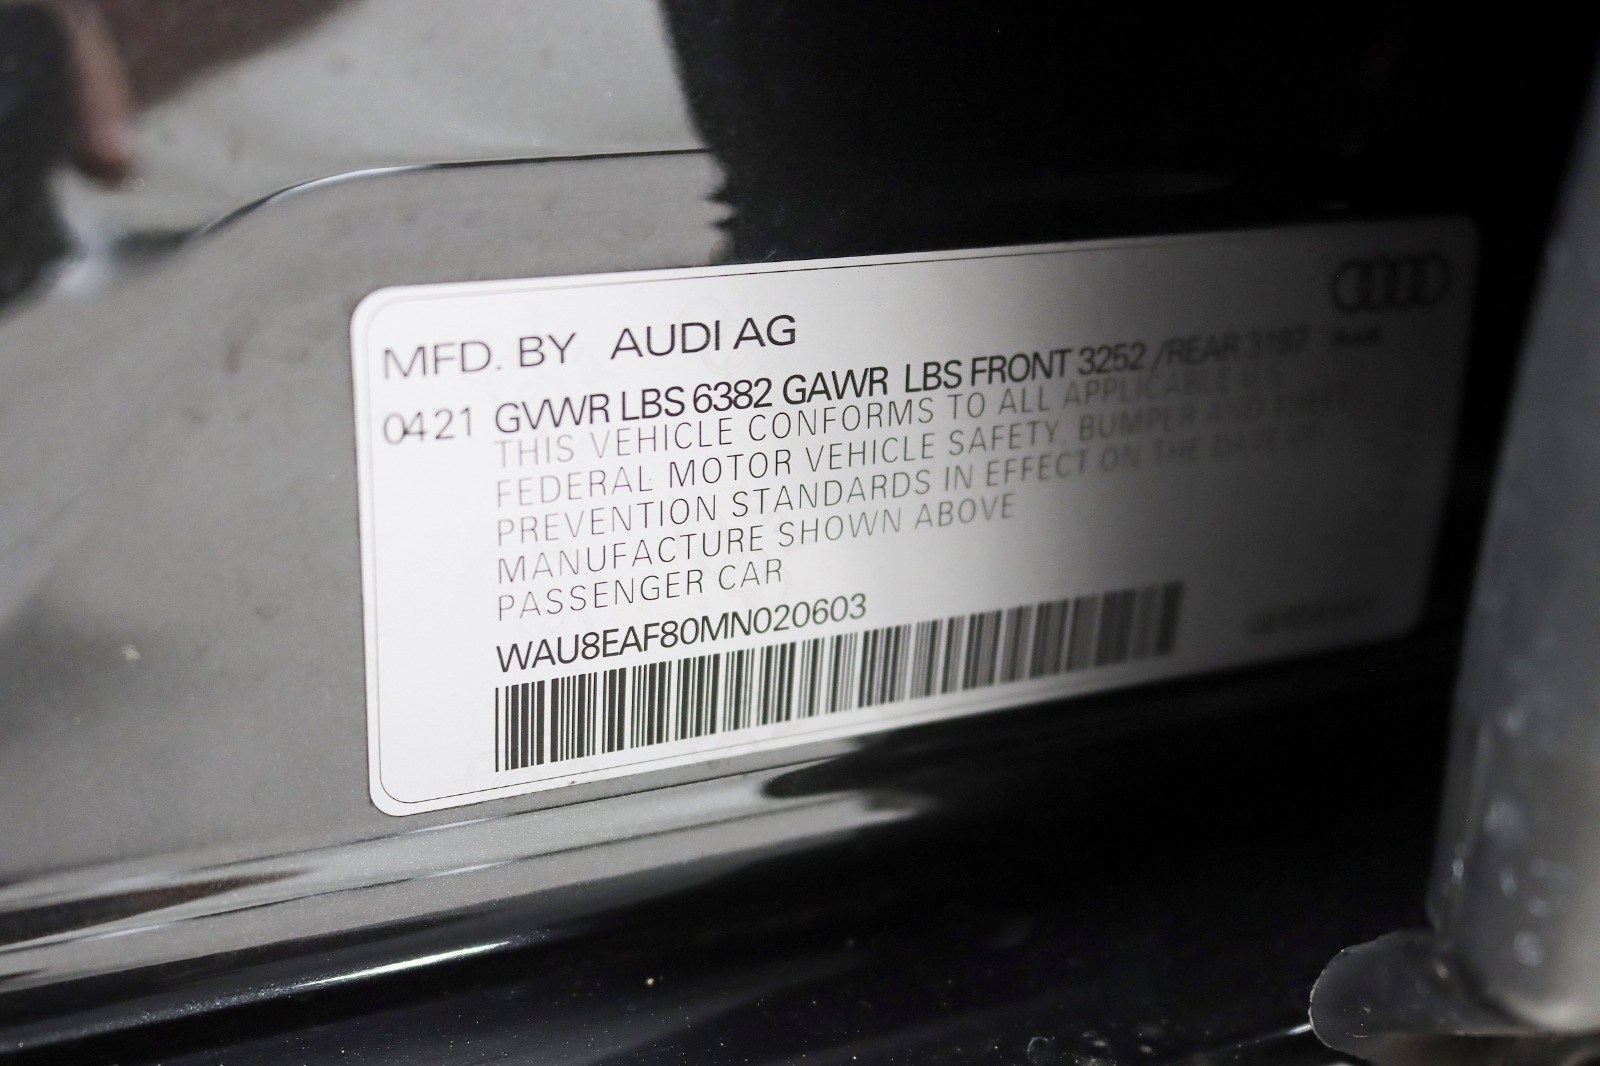 MFD. BY AUDI AG
0421 GVWR LBS 6382 GAWR LBS FRONT 3252 /REAR 3197
THIS VEHICLE CONFORMS TO ALL APPLICABLE U.S.
FEDERAL MOTOR VEHICLE SAFETY, BUMPER AND THEFT
PREVENTION STANDARDS IN EFFECT ON THE DATE OF
MANUFACTURE SHOWN ABOVE
PASSENGER CAR
WAU8EAF80MN020603